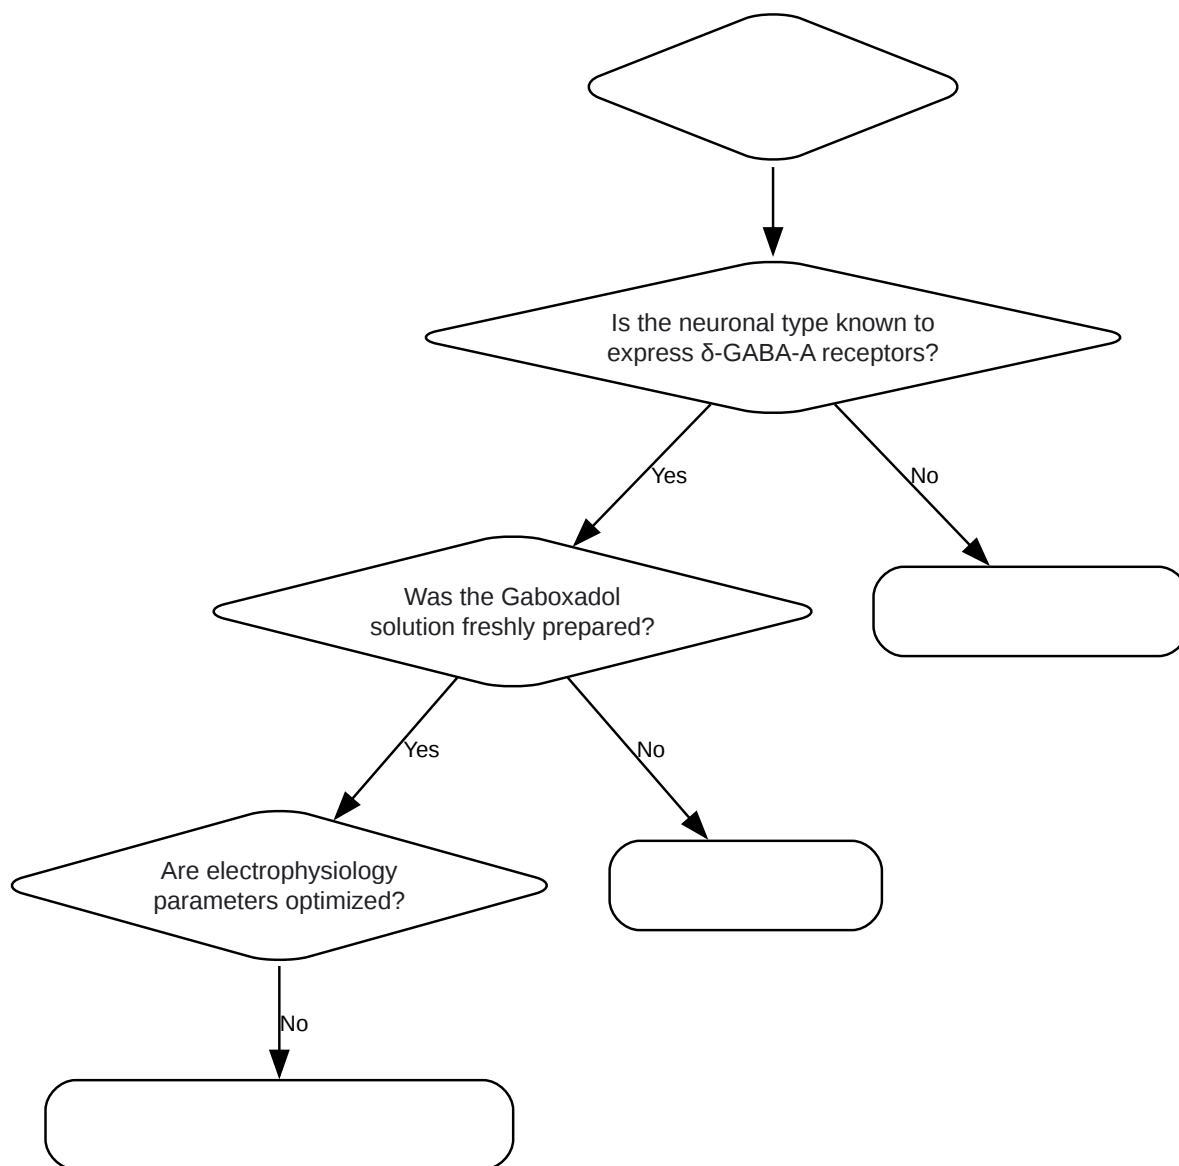 Is the neuronal type known to
express δ-GABA-A receptors?
Yes
No
Was the Gaboxadol
solution freshly prepared?
Yes
No
Are electrophysiology
parameters optimized?
No